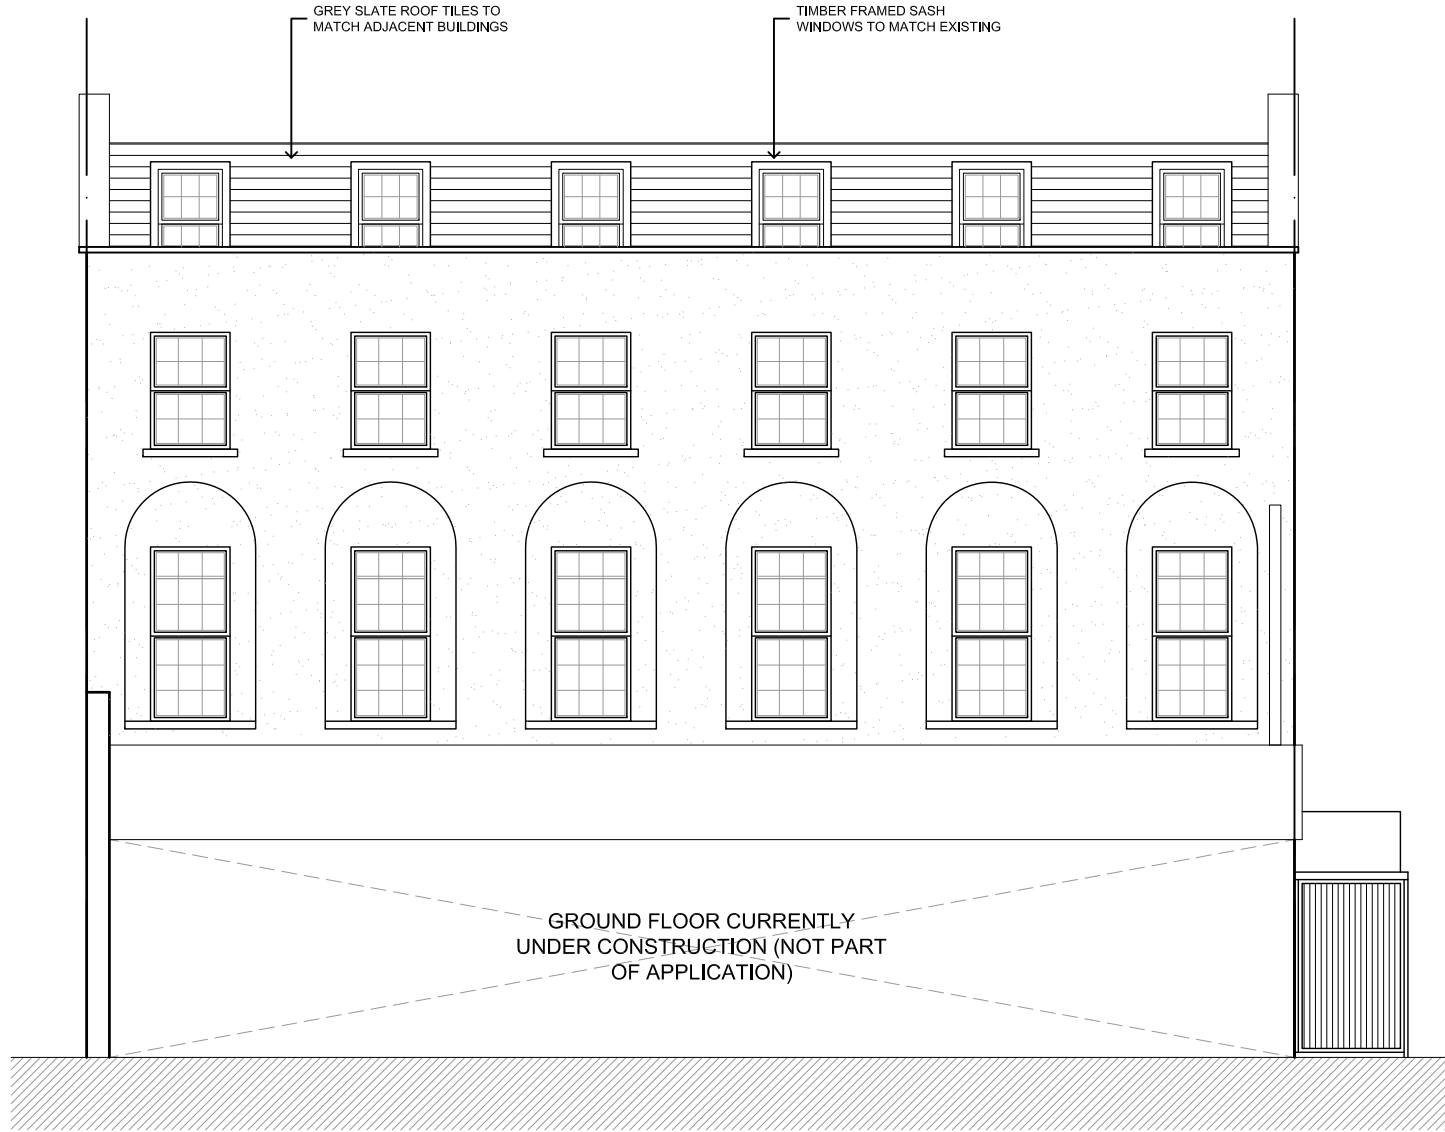 GREY SLATE ROOF TILES TO
MATCH ADJACENT BUILDINGS
TIMBER FRAMED SASH
WINDOWS TO MATCH EXISTING
GROUND FLOOR CURRENTLY
UNDER CONSTRUCTION (NOT PART
OF APPLICATION)